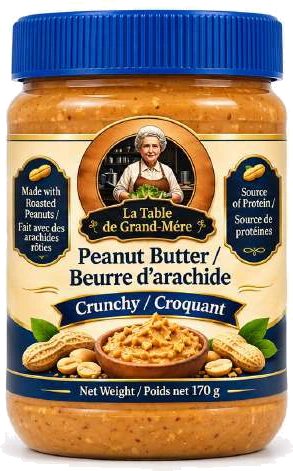 La Table
de Grand-Mére
Made with
Roasted
Peanuts /
Fait avec des
arachides
rôties
Source
of Protein /
Source de
protéines
Peanut Butter /
Beurre d'arachide
Crunchy / Croquant
Net Weight / Poids net 170 g